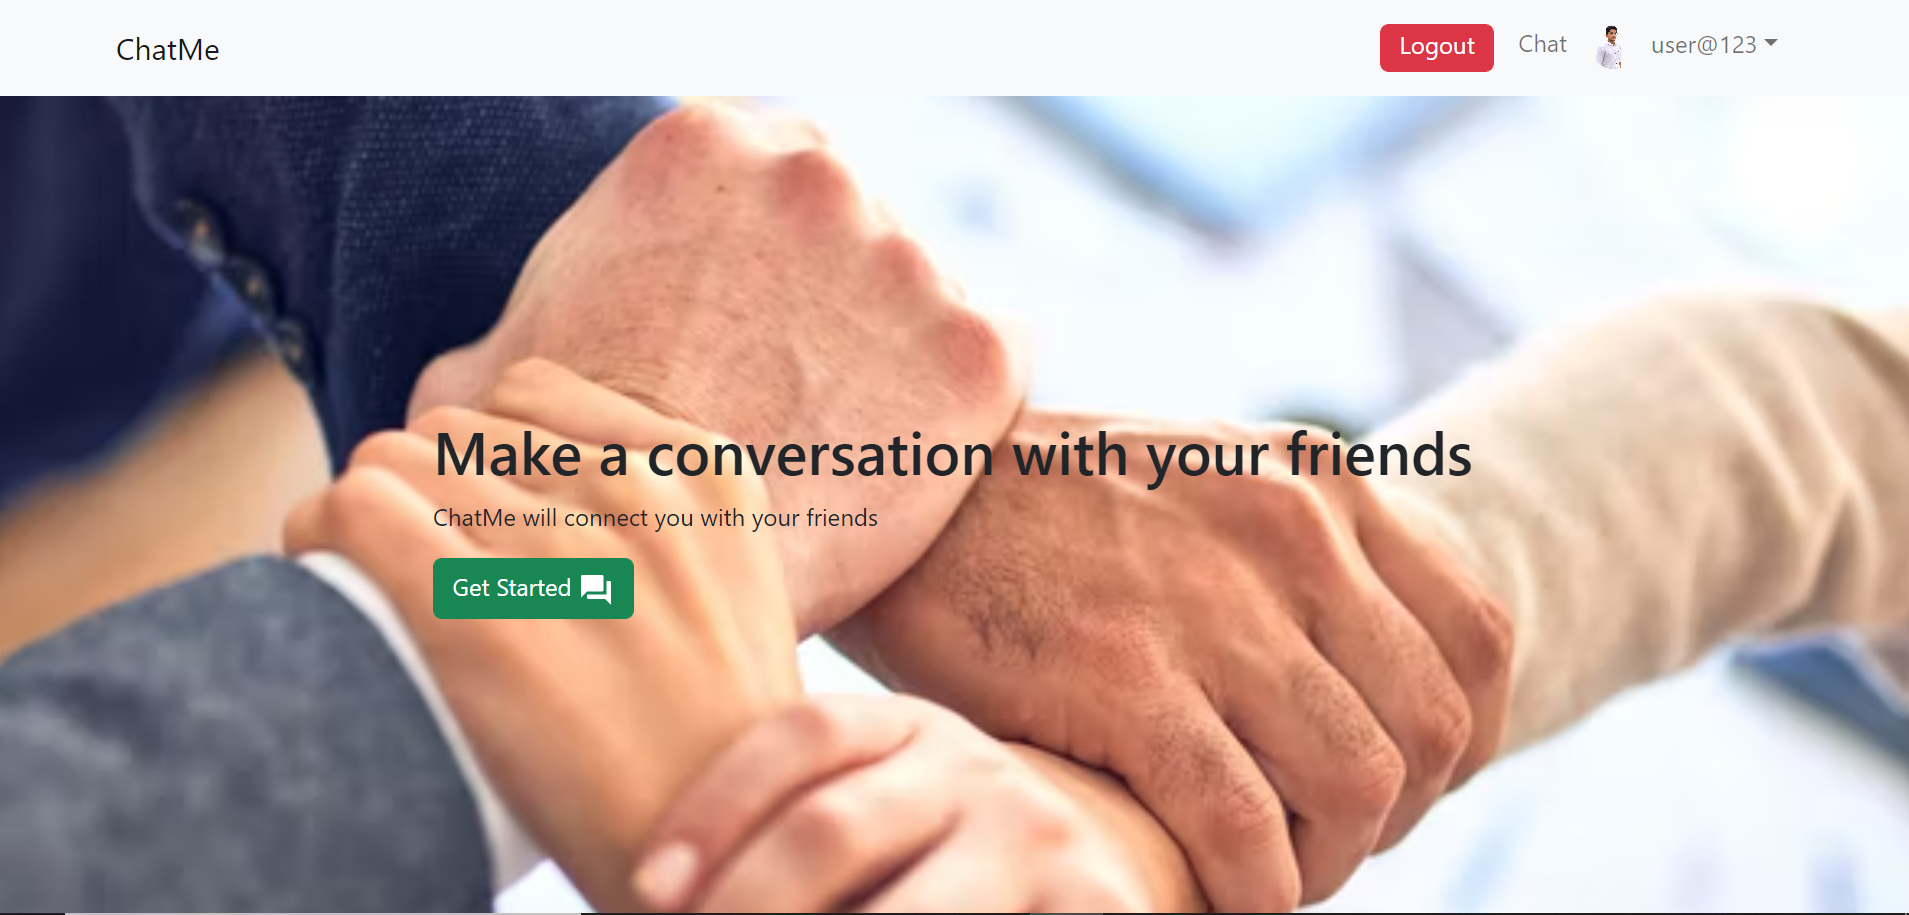 ChatMe
Logout Chat user@123
Make a conversation with your friends
ChatMe will connect you with your friends
Get Started